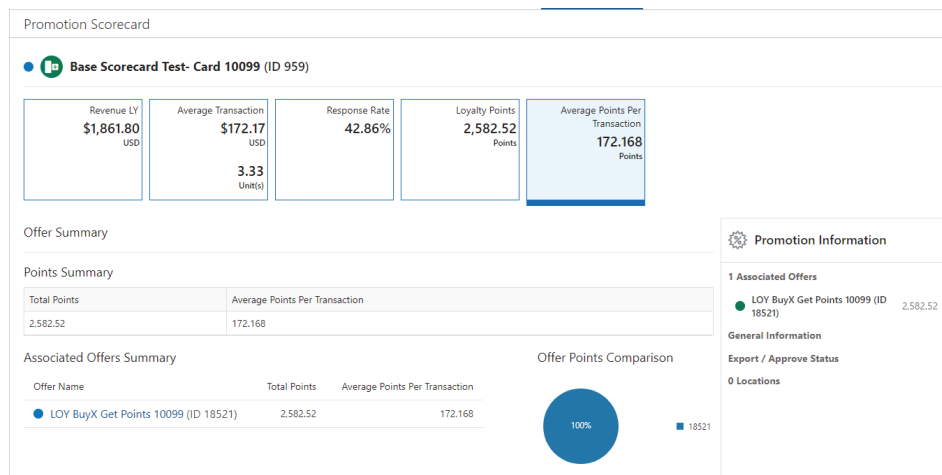 Promotion Scorecard
Base Scorecard Test- Card 10099 (ID 959)
Revenue LY
$1,861.80
USD
Average Transaction
$172.17
USD
3.33
Unit(s)
Response Rate
42.86%
Loyalty Points
2,582.52
Points
Average Points Per
Transaction
172.168
Points
Offer Summary
Points Summary
Total Points Average Points Per Transaction
2,582.52 172.168
Associated Offers Summary
Offer Name Total Points Average Points Per Transaction
LOY BuyX Get Points 10099 (ID 18521) 2,582.52 172.168
Offer Points Comparison
100%
18521
Promotion Information
1 Associated Offers
LOY BuyX Get Points 10099 (ID
18521)
2,582.52
General Information
Export / Approve Status
0 Locations